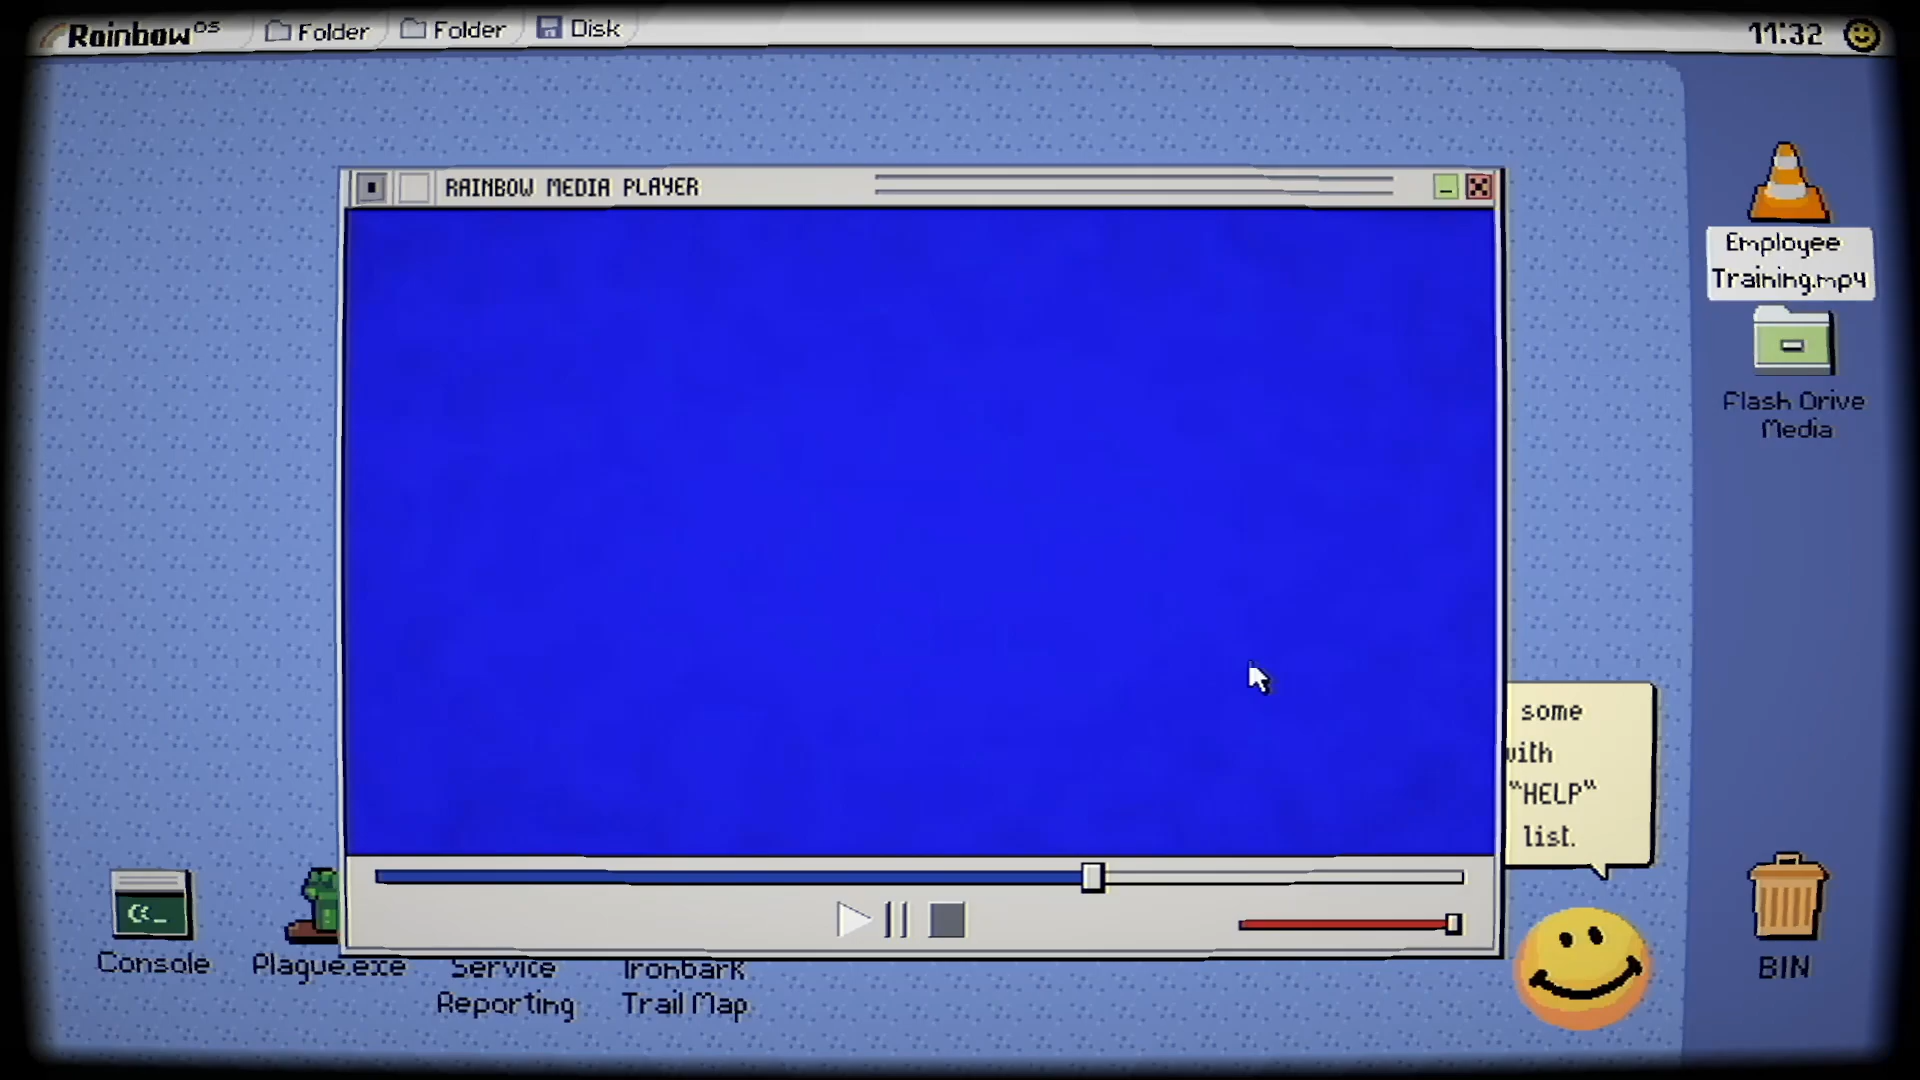 Rainbow OS
Folder
Folder
Disk
11:32
RAINBOW MEDIA PLAYER
Employee
Training.mp4
Flash Drive
Media
some
with
"HELP"
list.
Console
Plague.exe
Service
Reporting
Ironbark
Trail Map
BIN